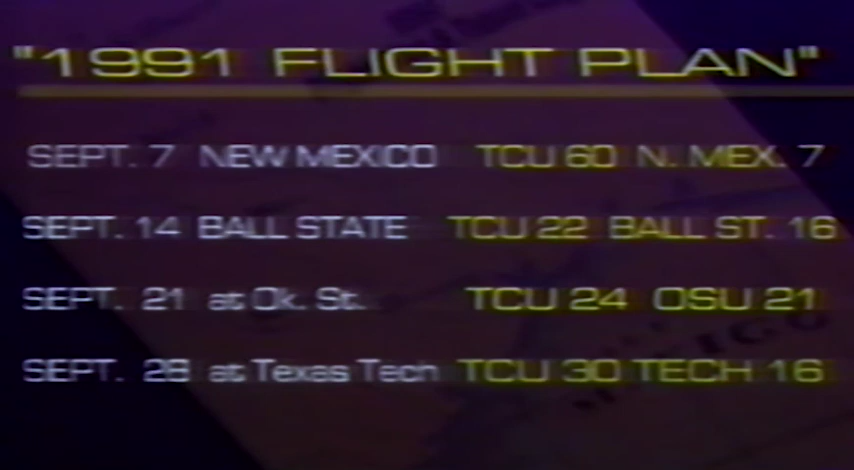 "1991 FLIGHT PLAN"
SEPT. 7 NEW MEXICO TCU 60 N. MEX. 7
SEPT. 14 BALL STATE TCU 22 BALL ST. 16
SEPT. 21 at Ok. St. TCU 24 OSU 21
SEPT. 28 at Texas Tech TCU 30 TECH 16